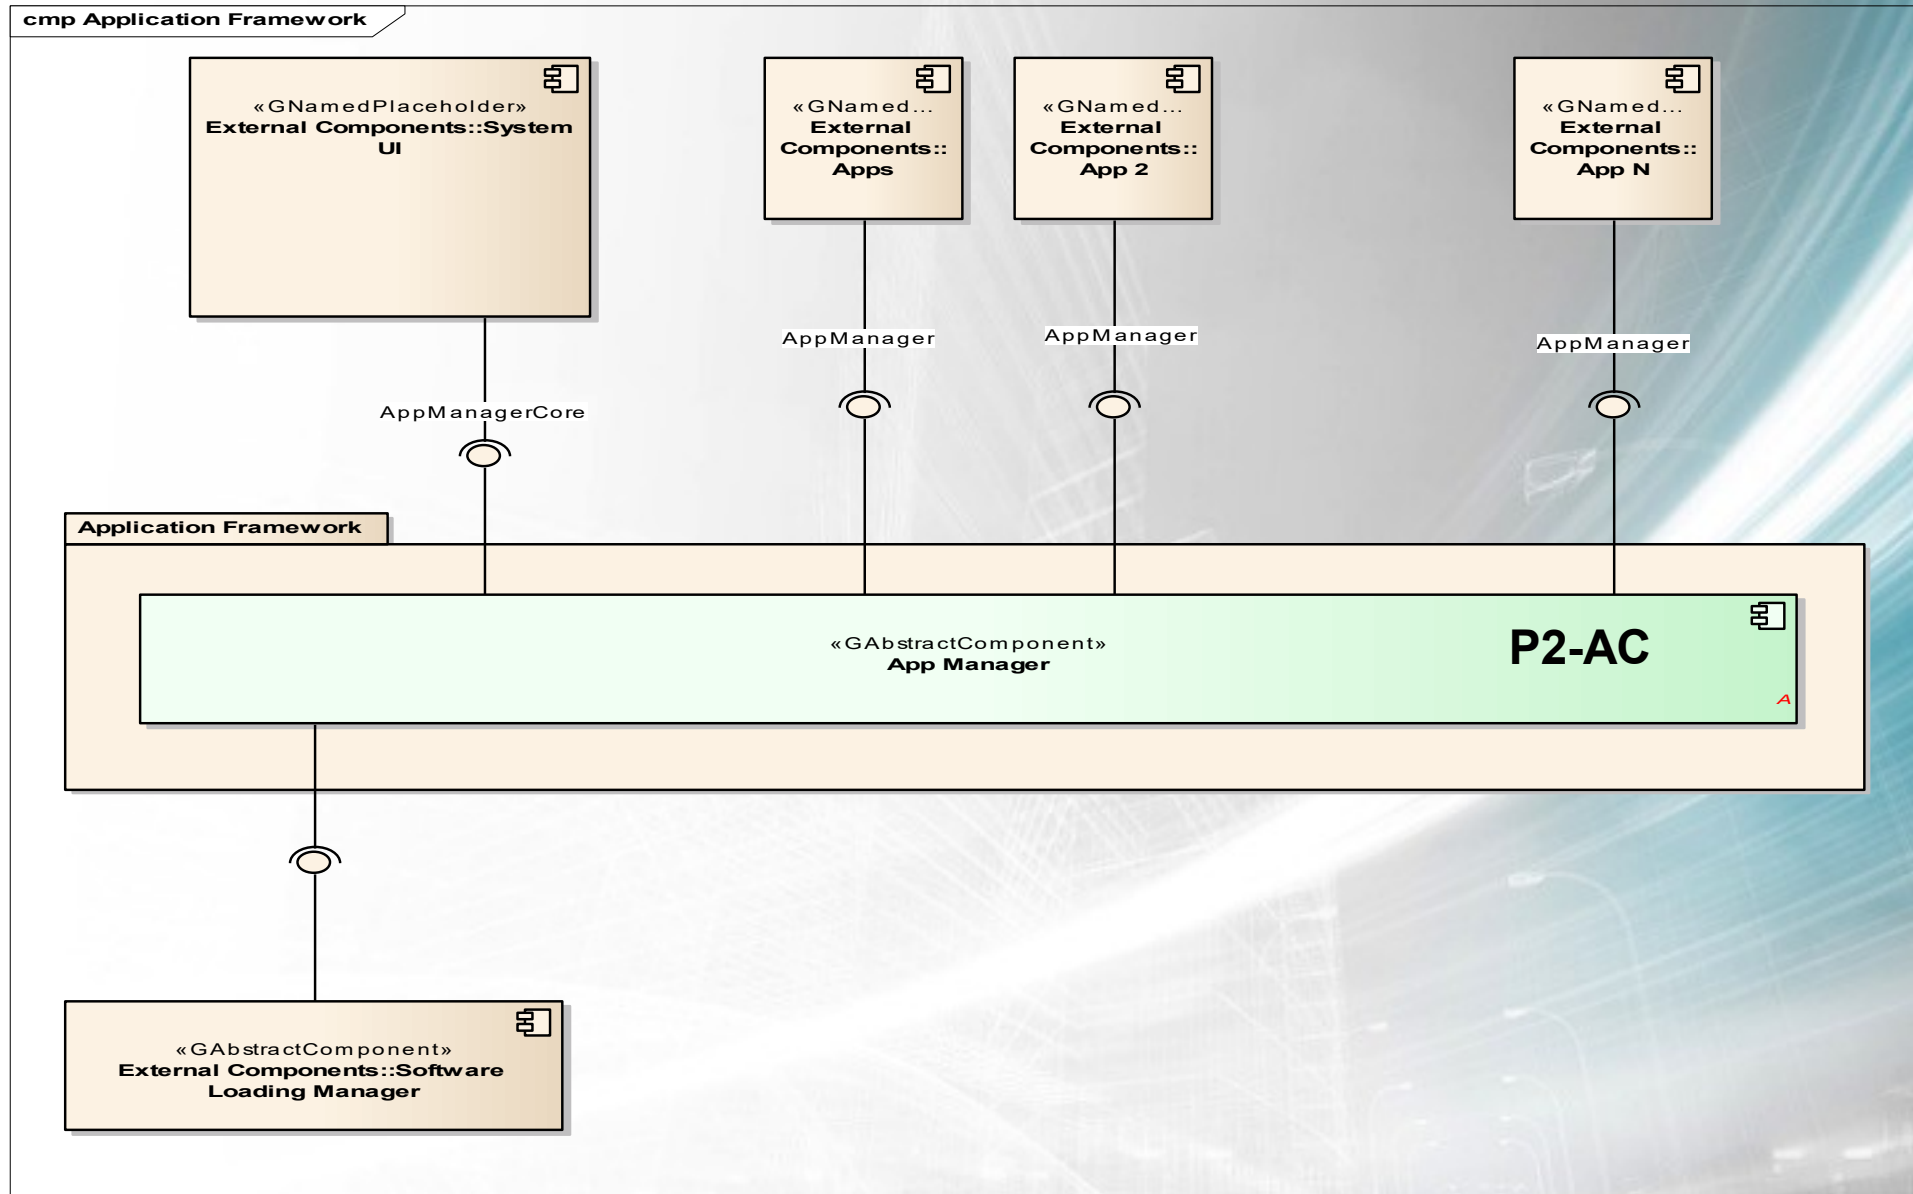 cmp Application Framework
«GNamedPlaceholder»
External Components::System
UI
«GNamed...
External
Components::
Apps
«GNamed...
External
Components::
App 2
«GNamed...
External
Components::
App N
AppManager
AppManager
AppManager
AppManagerCore
Application Framework
«GAbstractComponent»
App Manager
P2-AC
A
«GAbstractComponent»
External Components::Software
Loading Manager